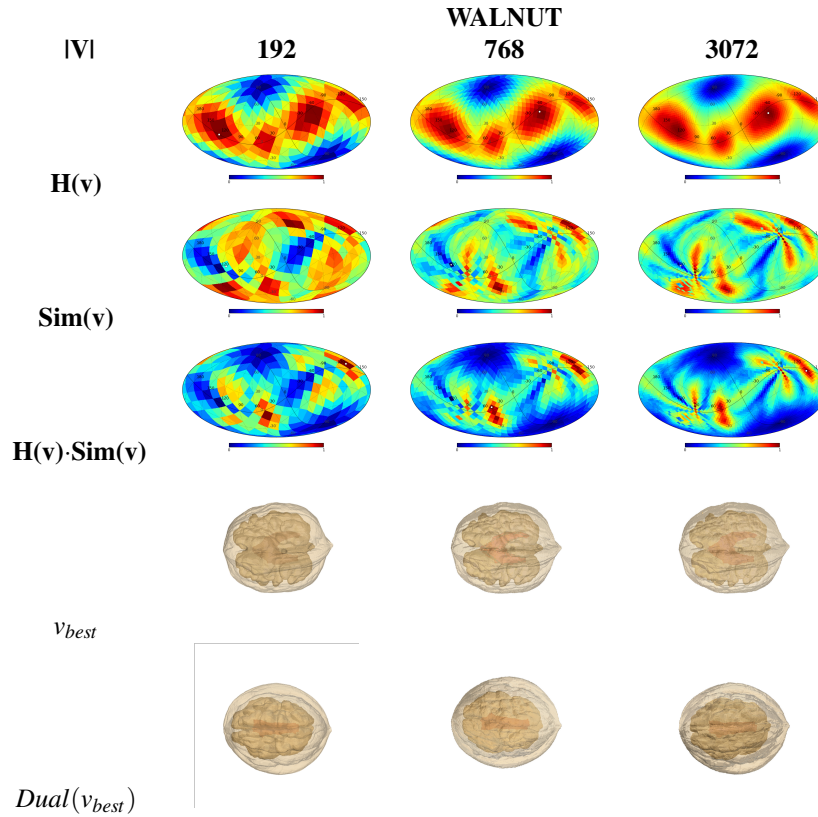 WALNUT
|V| 192 768 3072
H(v)
Sim(v)
H(v)·Sim(v)
v_best
Dual(v_best)